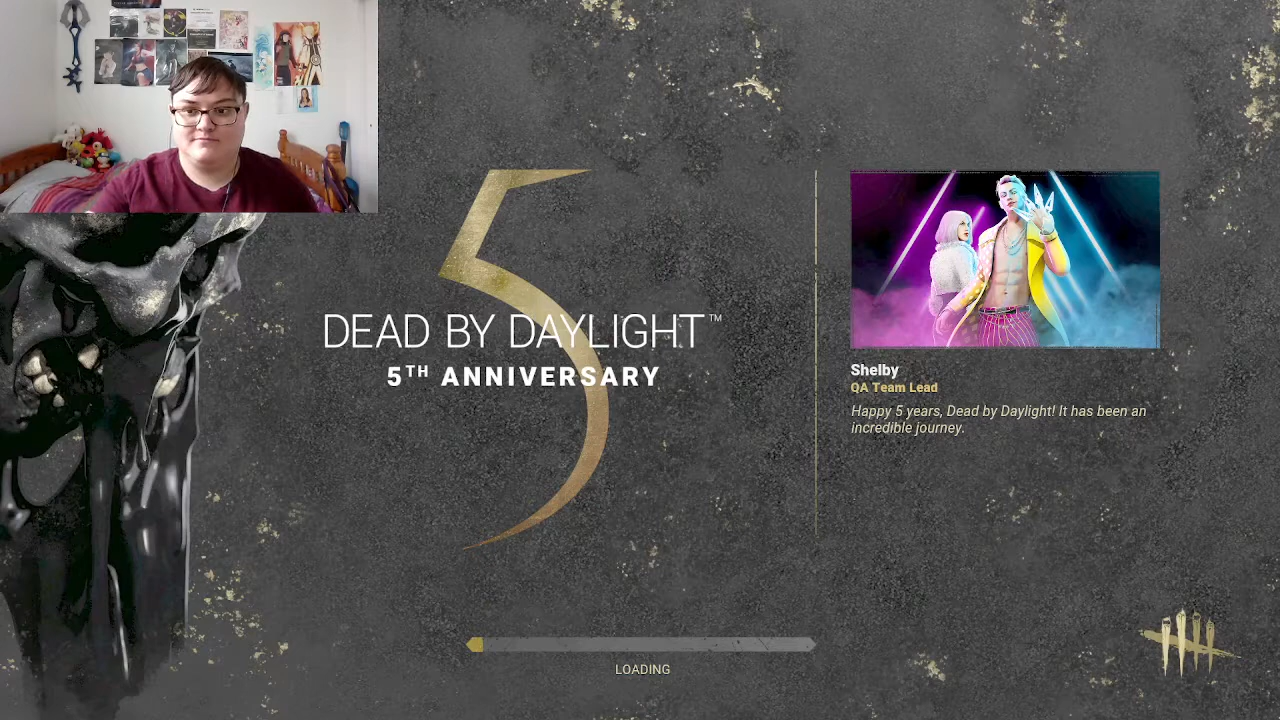 DEAD BY DAYLIGHT™
5TH ANNIVERSARY
Shelby
QA Team Lead
Happy 5 years, Dead by Daylight! It has been an
incredible journey.
LOADING